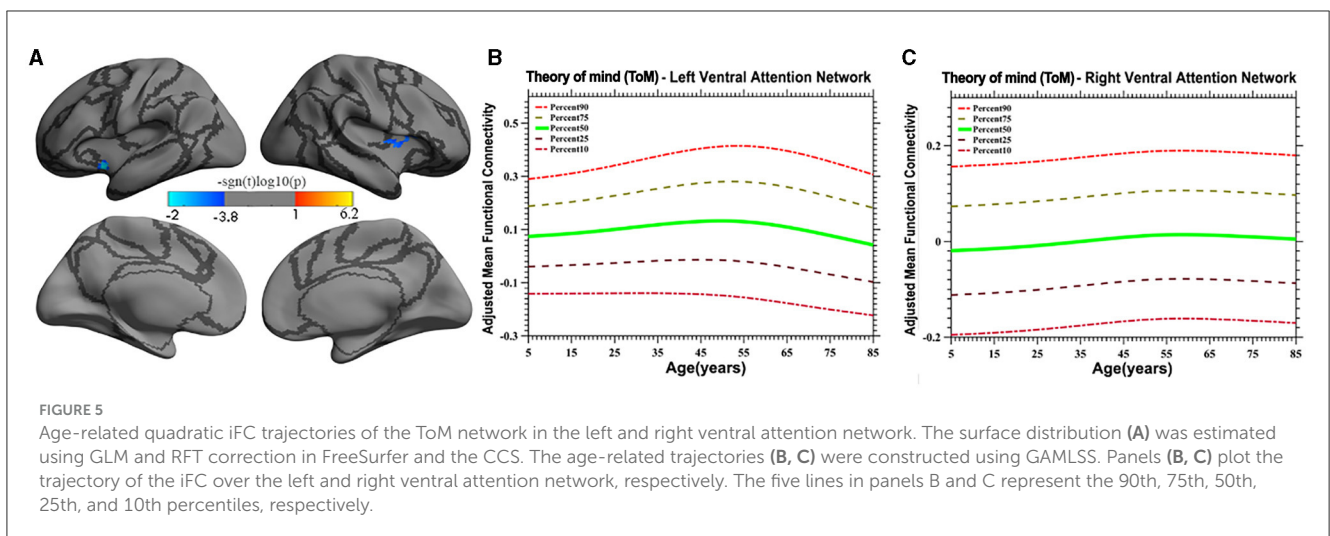 A
-sgn(t)log10(p)
-2 -3.8 1 6.2
B
Theory of mind (ToM) - Left Ventral Attention Network
Percent90
Percent75
Percent50
Percent25
Percent10
Adjusted Mean Functional Connectivity
0.5
0.3
0.1
-0.1
-0.3
5 15 25 35 45 55 65 75 85
Age(years)
C
Theory of mind (ToM) - Right Ventral Attention Network
Percent90
Percent75
Percent50
Percent25
Percent10
Adjusted Mean Functional Connectivity
0.2
0
-0.2
5 15 25 35 45 55 65 75 85
Age(years)
FIGURE 5
Age-related quadratic iFC trajectories of the ToM network in the left and right ventral attention network. The surface distribution (A) was estimated
using GLM and RFT correction in FreeSurfer and the CCS. The age-related trajectories (B, C) were constructed using GAMLSS. Panels (B, C) plot the
trajectory of the iFC over the left and right ventral attention network, respectively. The five lines in panels B and C represent the 90th, 75th, 50th,
25th, and 10th percentiles, respectively.